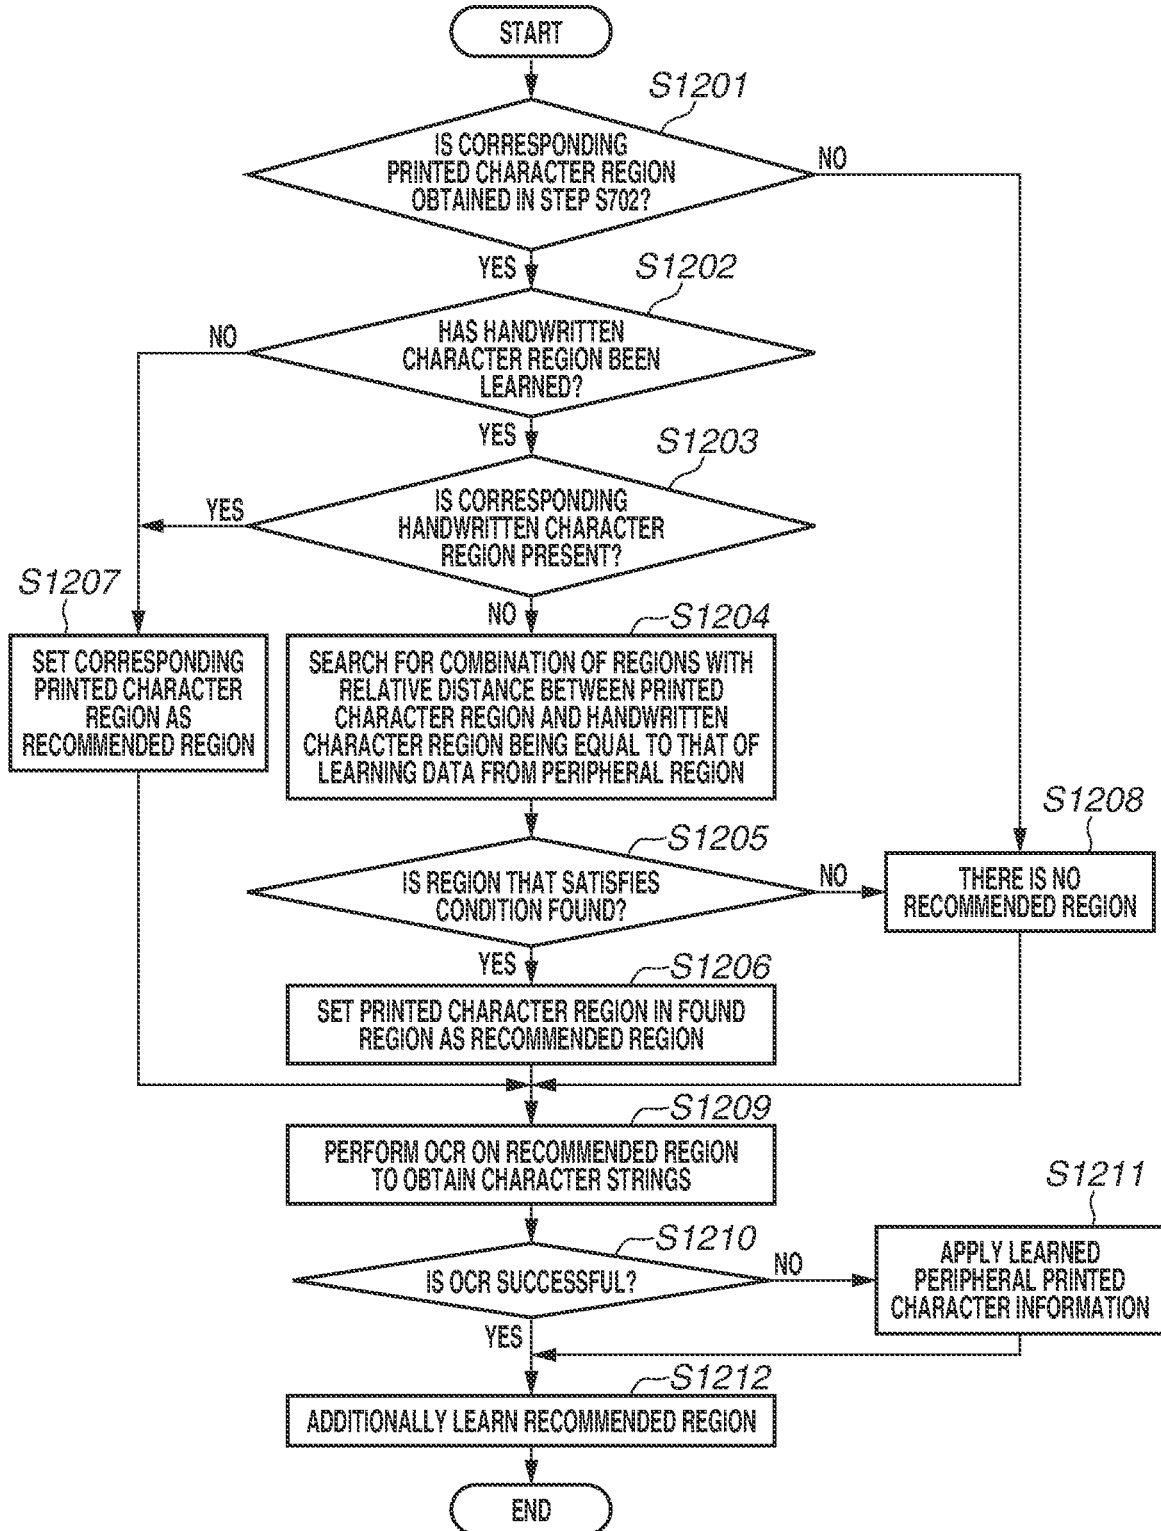 START
S1201
IS CORRESPONDING
PRINTED CHARACTER REGION
OBTAINED IN STEP S702?
NO
YES
S1202
HAS HANDWRITTEN
CHARACTER REGION BEEN
LEARNED?
NO
YES
S1203
IS CORRESPONDING
HANDWRITTEN CHARACTER
REGION PRESENT?
YES
NO
S1207
SET CORRESPONDING
PRINTED CHARACTER
REGION AS
RECOMMENDED REGION
S1204
SEARCH FOR COMBINATION OF REGIONS WITH
RELATIVE DISTANCE BETWEEN PRINTED
CHARACTER REGION AND HANDWRITTEN
CHARACTER REGION BEING EQUAL TO THAT OF
LEARNING DATA FROM PERIPHERAL REGION
S1205
IS REGION THAT SATISFIES
CONDITION FOUND?
NO
YES
S1208
THERE IS NO
RECOMMENDED REGION
S1206
SET PRINTED CHARACTER REGION IN FOUND
REGION AS RECOMMENDED REGION
S1209
PERFORM OCR ON RECOMMENDED REGION
TO OBTAIN CHARACTER STRINGS
S1210
IS OCR SUCCESSFUL?
NO
YES
S1211
APPLY LEARNED
PERIPHERAL PRINTED
CHARACTER INFORMATION
S1212
ADDITIONALLY LEARN RECOMMENDED REGION
END